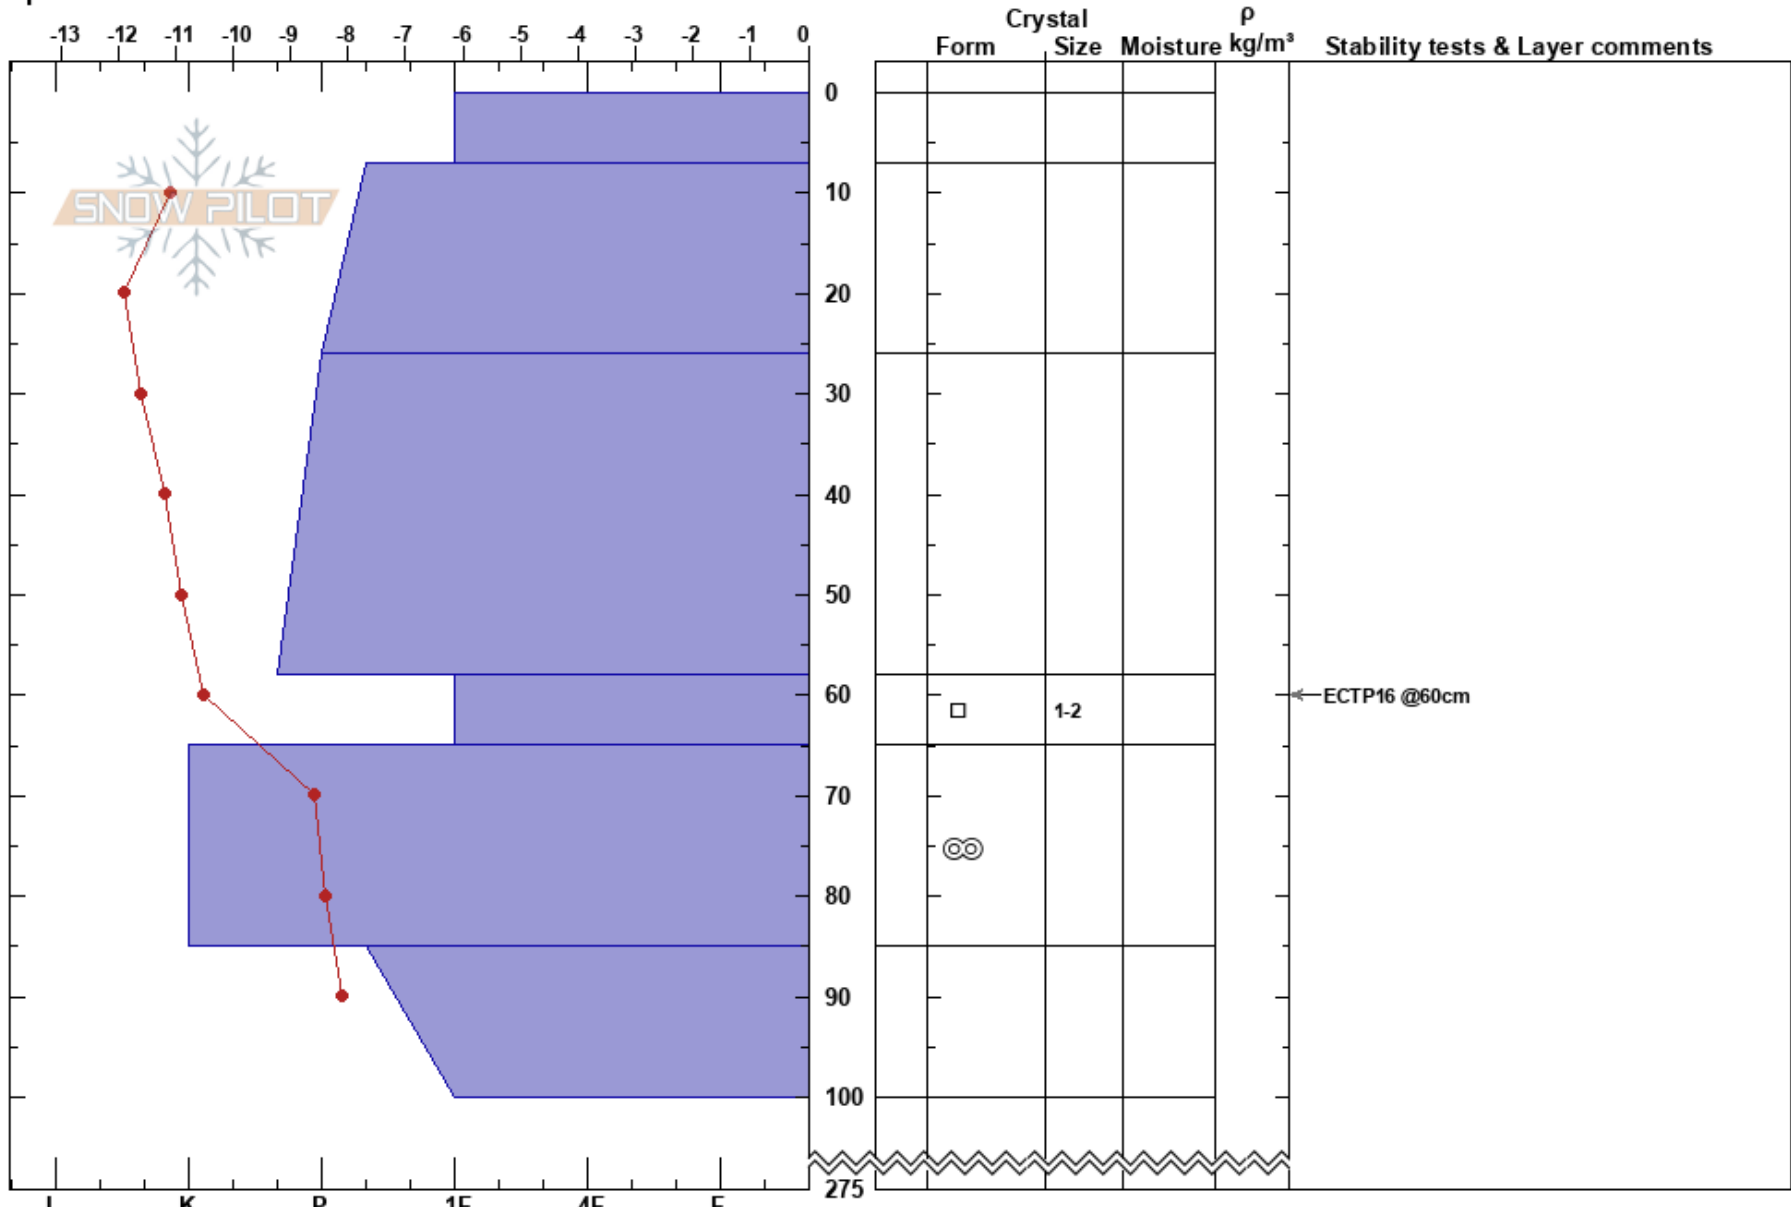 Crystal ρ
Form Size Moisture kg/m³ Stability tests & Layer comments
-13 -12 -11 -10 -9 -8 -7 -6 -5 -4 -3 -2 -1 0
0
SNOW PILOT
10
20
30
40
50
60
ECTP16 @60cm
1-2
70
80
90
100
275
I K P 1F 4F F